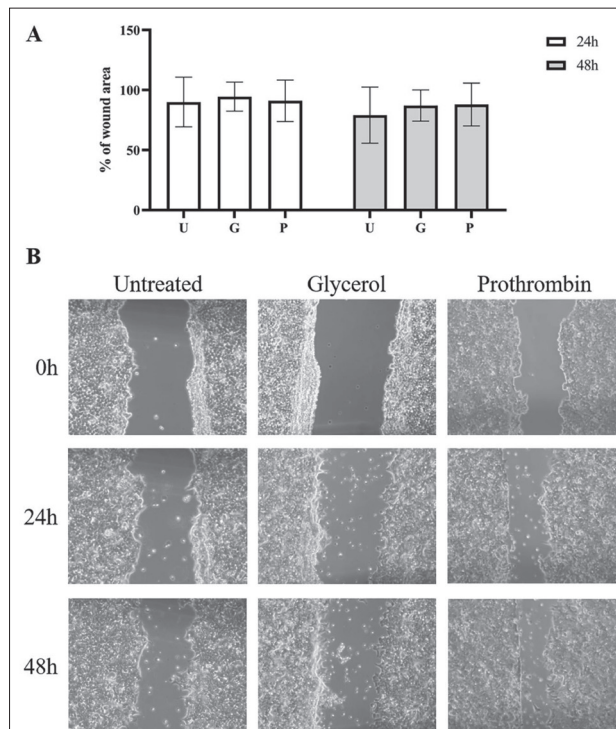 A
150
24h
48h
100
% of wound area
50
0
U G P U G P
B
Untreated Glycerol Prothrombin
0h
24h
48h